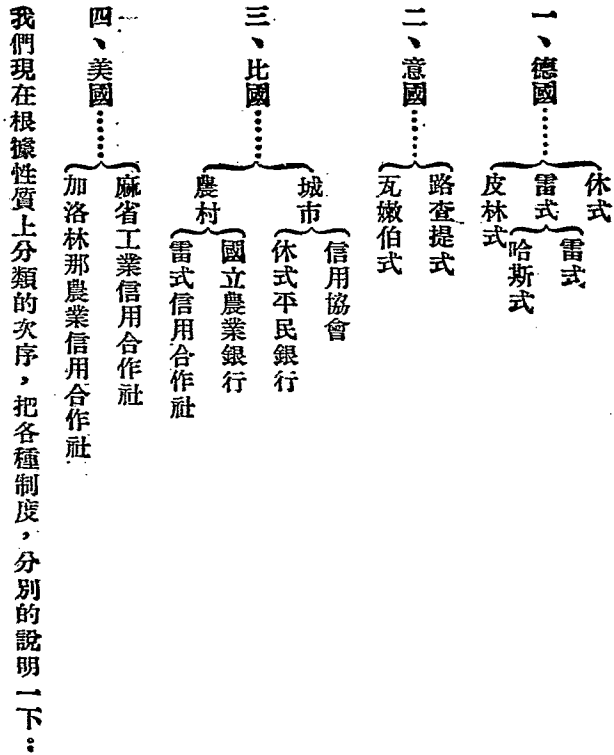 一、德國……
休式
雷式
雷式
哈斯式
皮林式
二、意國……
路查提式
瓦嫩伯式
三、比國……
城市
信用協會
休式平民銀行
農村
國立農業銀行
雷式信用合作社
四、美國……
麻省工業信用合作社
加洛林那農業信用合作社
我們現在根據性質上分類的次序，把各種制度，分別的說明一下：